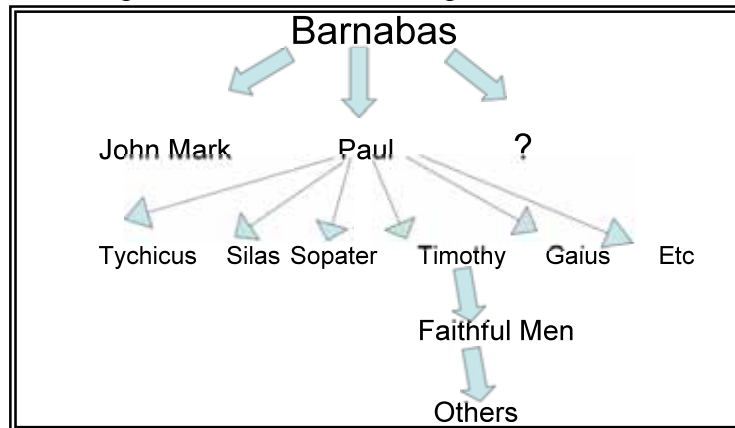 Barnabas
John Mark Paul ?
Tychicus Silas Sopater Timothy Gaius Etc
Faithful Men
Others